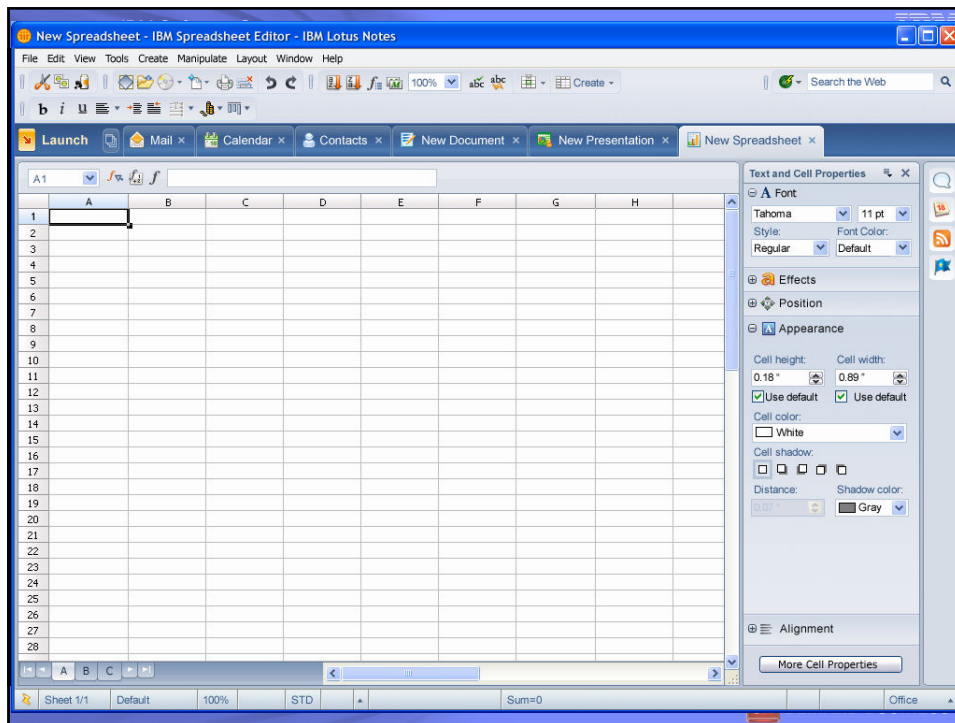 New Spreadsheet - IBM Spreadsheet Editor - IBM Lotus Notes
File Edit View Tools Create Manipulate Layout Window Help
100% abc abc Create Search the Web
b i u
Launch Mail × Calendar × Contacts × New Document × New Presentation × New Spreadsheet ×
A1 Text and Cell Properties
A Font
A B C D E F G H
Tahoma 11 pt
Style: Font Color:
Regular Default
Effects
Position
Appearance
Cell height: Cell width:
0.18 " 0.89 "
Use default Use default
Cell color:
White
Cell shadow:
Distance: Shadow color:
0.07 " Gray
Alignment
More Cell Properties
1
2
3
4
5
6
7
8
9
10
11
12
13
14
15
16
17
18
19
20
21
22
23
24
25
26
27
28
A B C
Sheet 1/1 Default 100% STD Sum=0 Office